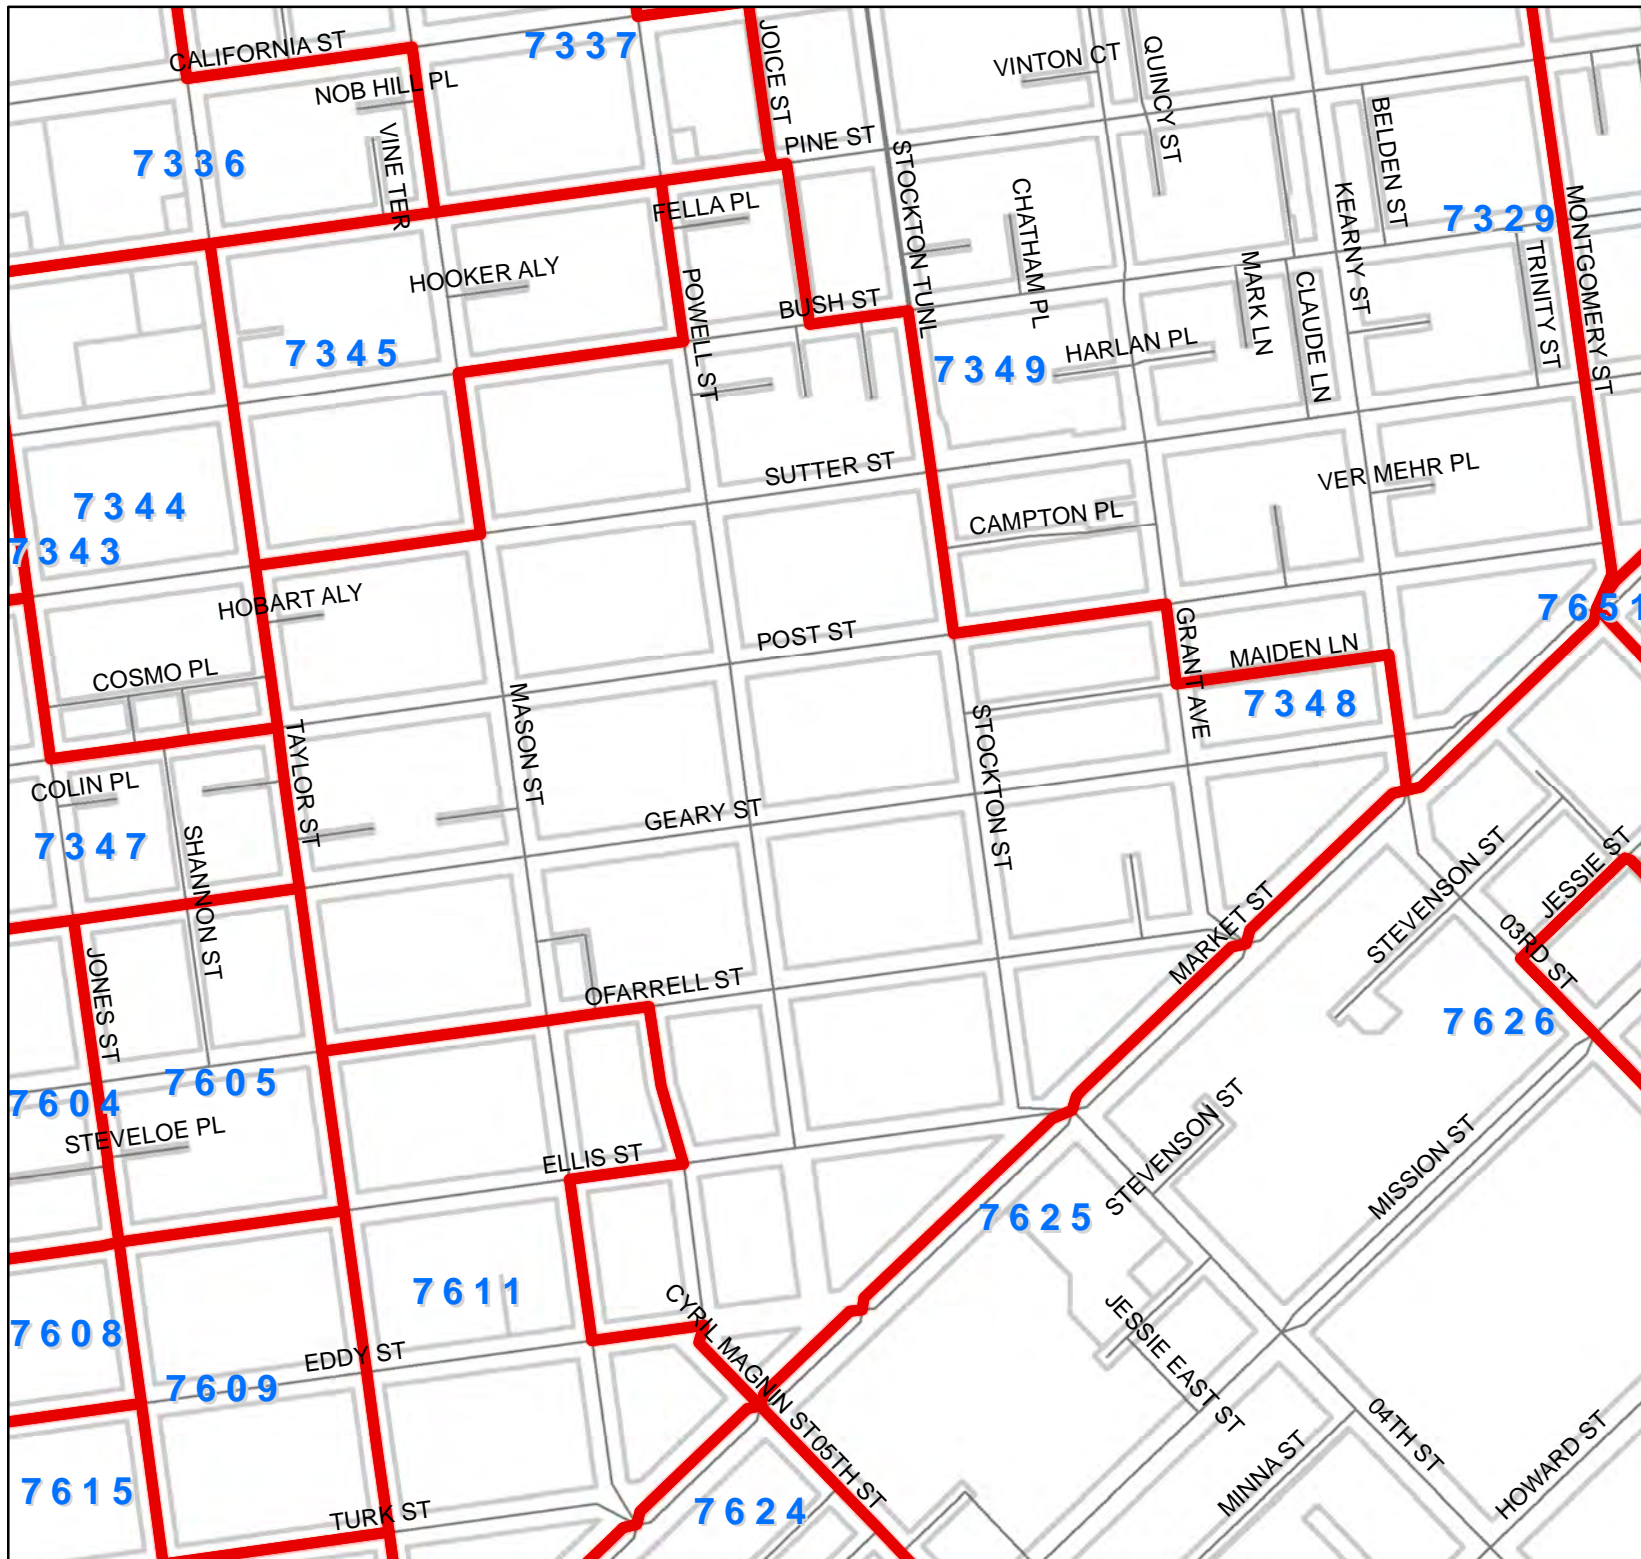 CALIFORNIA ST
7337
JOICE ST
VINTON CT
QUINCY ST
NOB HILL PL
BELDEN ST
7336
VINE TER
PINE ST
STOCKTON TUNL
CHATHAM PL
KEARNY ST
7329
MONTGOMERY ST
FELLA PL
HOOKER ALY
POWELL ST
BUSH ST
MARK LN
CLAUDE LN
TRINITY ST
7345
7349
HARLAN PL
SUTTER ST
VER MEHR PL
7344
CAMPTON PL
7343
HOBART ALY
POST ST
GRANT AVE
7651
MAIDEN LN
COSMO PL
7348
MASON ST
STOCKTON ST
TAYLOR ST
COLIN PL
GEARY ST
7347
SHANNON ST
STEVENSON ST
JESSIE ST
MARKET ST
03RD ST
JONES ST
OFARRELL ST
7626
7605
7604
STEVELOE PL
STEVENSON ST
MISSION ST
ELLIS ST
7625
7611
CYRIL MAGNIN ST
JESSIE EAST ST
7608
EDDY ST
7609
04TH ST
05TH ST
MINNA ST
HOWARD ST
7615
TURK ST
7624